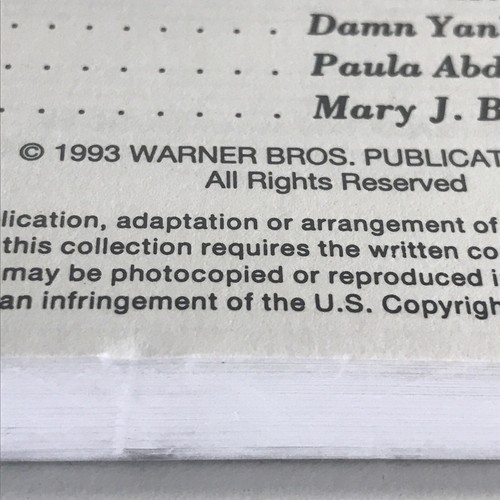 . . . . . . . . Damn Yan
. . . . . . . . Paula Abd
. . . . . . . . Mary J. B
© 1993 WARNER BROS. PUBLICAT
All Rights Reserved
lication, adaptation or arrangement of
this collection requires the written co
may be photocopied or reproduced i
an infringement of the U.S. Copyrigh